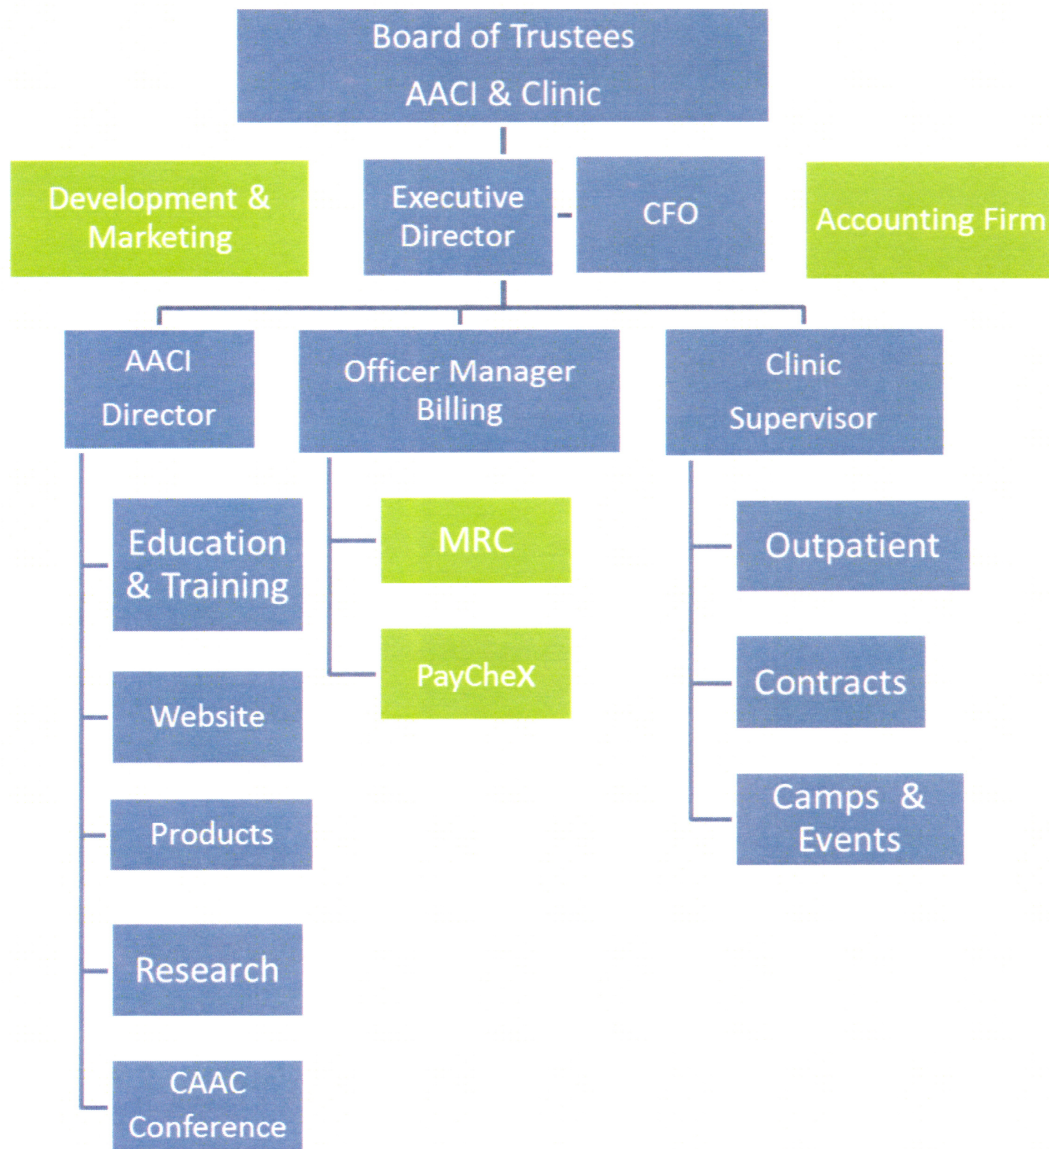 Board of Trustees
AACI & Clinic
Development &
Marketing
Executive
Director
CFO
Accounting Firm
AACI
Director
Officer Manager
Billing
Clinic
Supervisor
Education
& Training
MRC
Outpatient
Website
PayCheX
Contracts
Products
Camps & 
Events
Research
CAAC
Conference